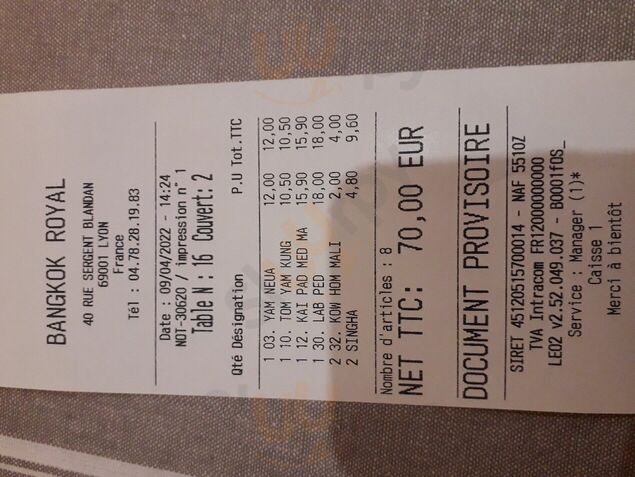 BANGKOK ROYAL
40 RUE SERGENT BLANDAN
69001 LYON
France
Tél : 04.78.28.19.83
Date : 09/04/2022 - 14:24
NOT-30620 / impression n° 1
Table N : 16 Couvert: 2
Qté Désignation P.U Tot.TTC
1 03. YAM NEUA 12,00 12,00
1 10. TOM YAM KUNG 10,50 10,50
1 12. KAI PAD MED MA 15,90 15,90
1 30. LAB PED 18,00 18,00
2 32. KOW HOM MALI 2,00 4,00
2 SINGHA 4,80 9,60
Nombre d'articles : 8
NET TTC: 70,00 EUR
DOCUMENT PROVISOIRE
SIRET 45120515700014 - NAF 5510Z
TVA Intracom FR12000000000
LEO2 v2.52.049.037 - B0001fOS_
Service : Manager (1)*
Caisse 1
Merci à bientôt